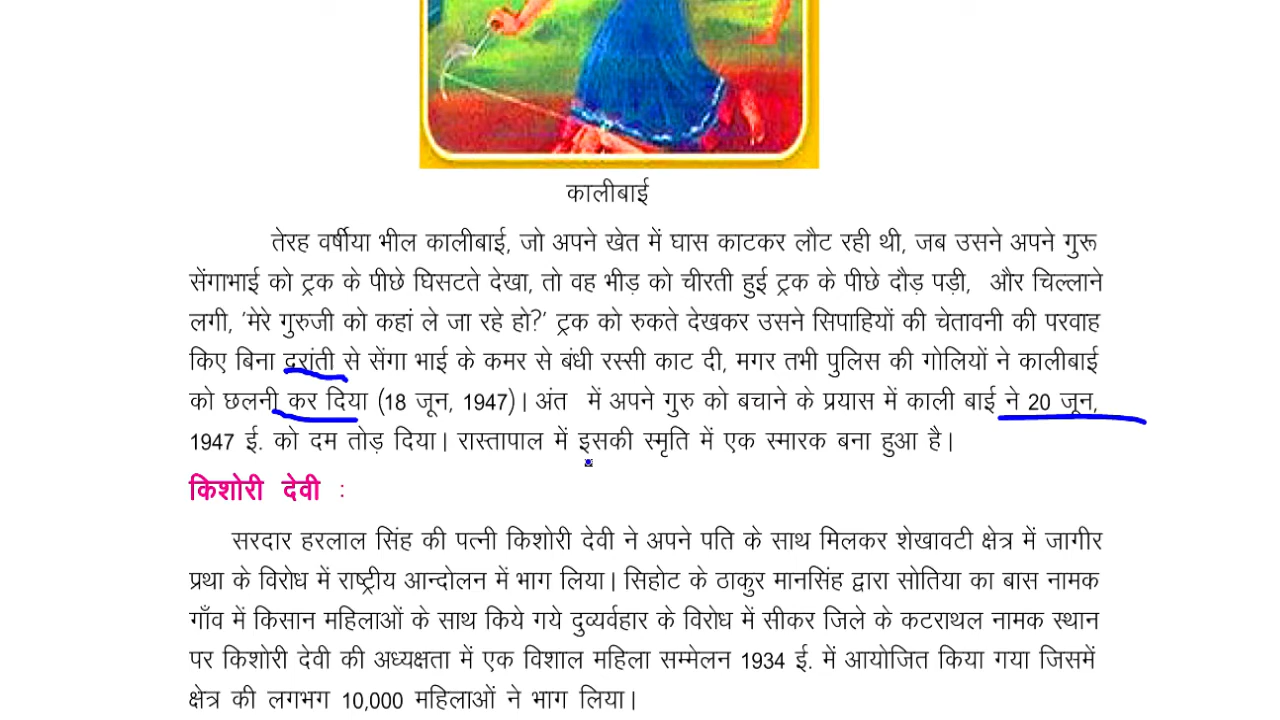 कालीबाई
तेरह वर्षीया भील कालीबाई, जो अपने खेत में घास काटकर लौट रही थी, जब उसने अपने गुरू
सेंगाभाई को ट्रक के पीछे घिसटते देखा, तो वह भीड़ को चीरती हुई ट्रक के पीछे दौड़ पड़ी, और चिल्लाने
लगी, 'मेरे गुरुजी को कहां ले जा रहे हो?' ट्रक को रुकते देखकर उसने सिपाहियों की चेतावनी की परवाह
किए बिना दरांती से सेंगा भाई के कमर से बंधी रस्सी काट दी, मगर तभी पुलिस की गोलियों ने कालीबाई
को छलनी कर दिया (18 जून, 1947)। अंत में अपने गुरु को बचाने के प्रयास में काली बाई ने 20 जून,
1947 ई. को दम तोड़ दिया। रास्तापाल में इसकी स्मृति में एक स्मारक बना हुआ है।
किशोरी देवी :
सरदार हरलाल सिंह की पत्नी किशोरी देवी ने अपने पति के साथ मिलकर शेखावटी क्षेत्र में जागीर
प्रथा के विरोध में राष्ट्रीय आन्दोलन में भाग लिया। सिहोट के ठाकुर मानसिंह द्वारा सोतिया का बास नामक
गाँव में किसान महिलाओं के साथ किये गये दुव्यर्वहार के विरोध में सीकर जिले के कटराथल नामक स्थान
पर किशोरी देवी की अध्यक्षता में एक विशाल महिला सम्मेलन 1934 ई. में आयोजित किया गया जिसमें
क्षेत्र की लगभग 10,000 महिलाओं ने भाग लिया।